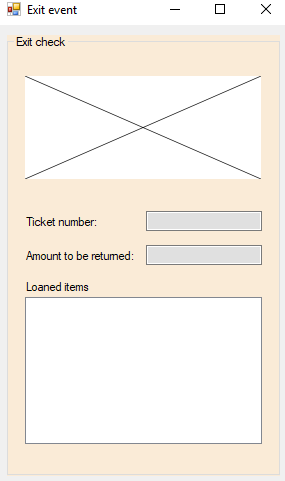 Exit event
Exit check
Ticket number:
Amount to be returned:
Loaned items